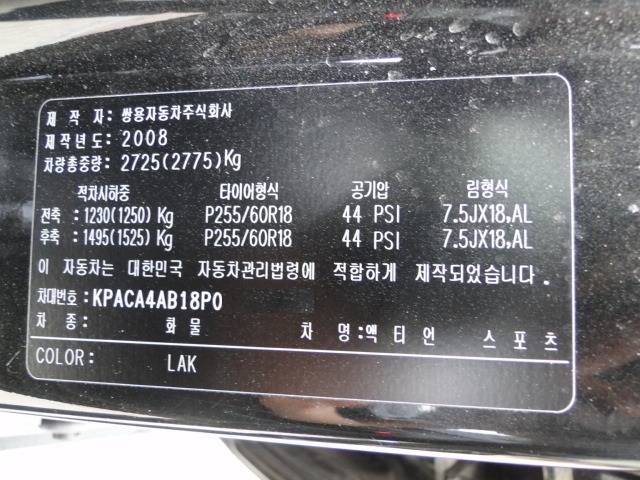 제 작 자: 쌍용자동차주식회사
제작년도: 2008
차량총중량: 2725(2775)Kg
적차시하중 타이어형식 공기압 림형식
전축 : 1230(1250) Kg P255/60R18 44 PSI 7.5JX18,AL
후축 : 1495(1525) Kg P255/60R18 44 PSI 7.5JX18,AL
이 자동차는 대한민국 자동차관리법령에 적합하게 제작되었습니다.
차대번호: KPACA4AB18P0
차 종: 화 물 차 명:액 티 언 스 포 츠
COLOR: LAK